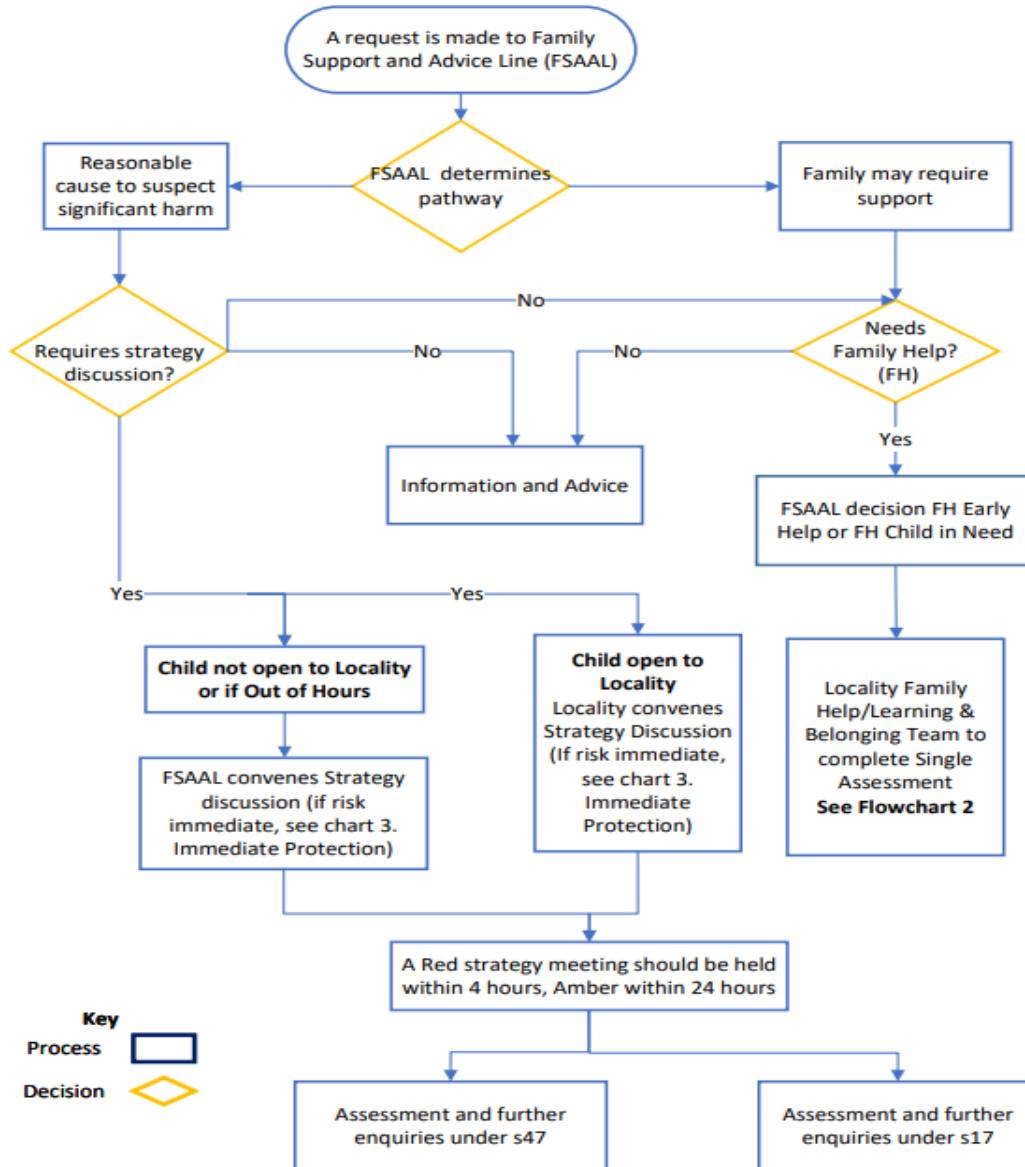 A request is made to Family
Support and Advice Line (FSAAL)
FSAAL determines
pathway
Reasonable
cause to suspect
significant harm
Family may require
support
No
Requires strategy
discussion?
No
No
Needs
Family Help?
(FH)
Yes
Information and Advice
FSAAL decision FH Early
Help or FH Child in Need
Yes
Yes
Child not open to Locality
or if Out of Hours
Child open to
Locality
Locality convenes
Strategy Discussion
(If risk immediate,
see chart 3.
Immediate
Protection)
Locality Family
Help/Learning &
Belonging Team to
complete Single
Assessment
See Flowchart 2
FSAAL convenes Strategy
discussion (if risk
immediate, see chart 3.
Immediate Protection)
A Red strategy meeting should be held
within 4 hours, Amber within 24 hours
Key
Process
Decision
Assessment and further
enquiries under s47
Assessment and further
enquiries under s17